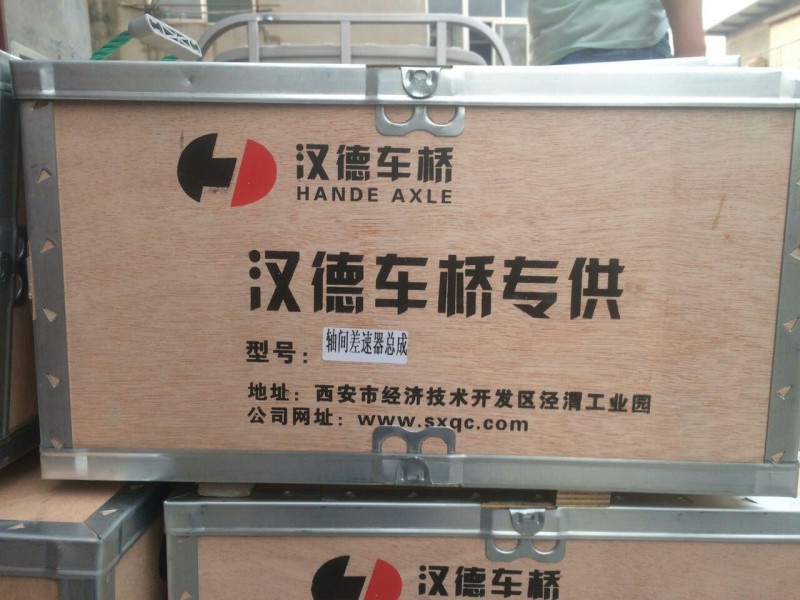 汉德车桥
HANDE AXLE
汉德车桥专供
型号：轴间差速器总成
地址：西安市经济技术开发区泾渭工业园
公司网址：www.sxqc.com
汉德车桥